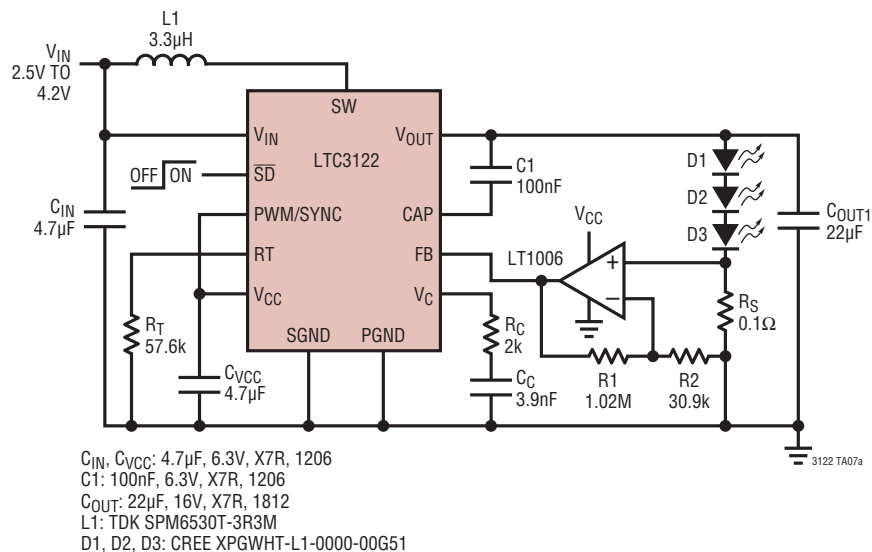 L1
3.3µH
VIN
2.5V TO
4.2V
SW
VIN
VOUT
LTC3122
SD
OFF ON
C1
100nF
D1
D2
D3
CIN
4.7µF
PWM/SYNC
CAP
VCC
COUT1
22µF
RT
FB
LT1006
+
–
VCC
VC
RS
0.1Ω
RT
57.6k
RC
2k
SGND
PGND
CVCC
4.7µF
CC
3.9nF
R1
1.02M
R2
30.9k
3122 TA07a
CIN, CVCC: 4.7µF, 6.3V, X7R, 1206
C1: 100nF, 6.3V, X7R, 1206
COUT: 22µF, 16V, X7R, 1812
L1: TDK SPM6530T-3R3M
D1, D2, D3: CREE XPGWHT-L1-0000-00G51